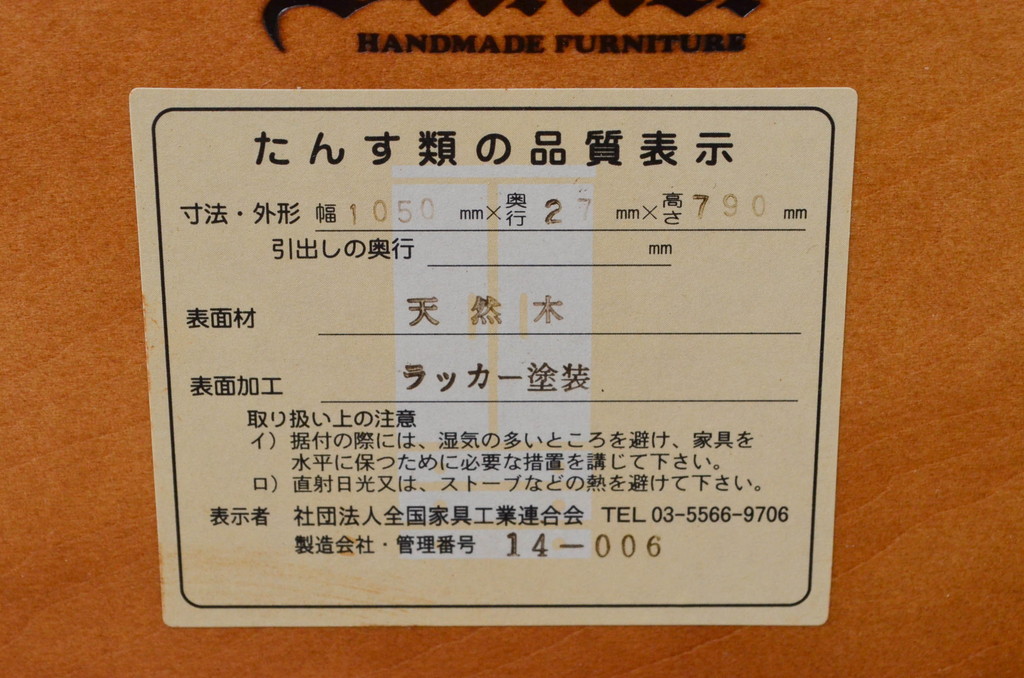 HANDMADE FURNITURE
たんす類の品質表示
寸法・外形 幅 1050 mm×奥行 27 mm×高さ 790 mm
引出しの奥行 mm
表面材 天然木
表面加工 ラッカー塗装
取り扱い上の注意
イ）据付の際には、湿気の多いところを避け、家具を
水平に保つために必要な措置を講じて下さい。
ロ）直射日光又は、ストーブなどの熱を避けて下さい。
表示者 社団法人全国家具工業連合会 TEL 03-5566-9706
製造会社・管理番号 14-006